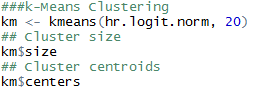 ###k-Means Clustering
km <- kmeans(hr.logit.norm, 20)
## Cluster size
km$size
## Cluster centroids
km$centers